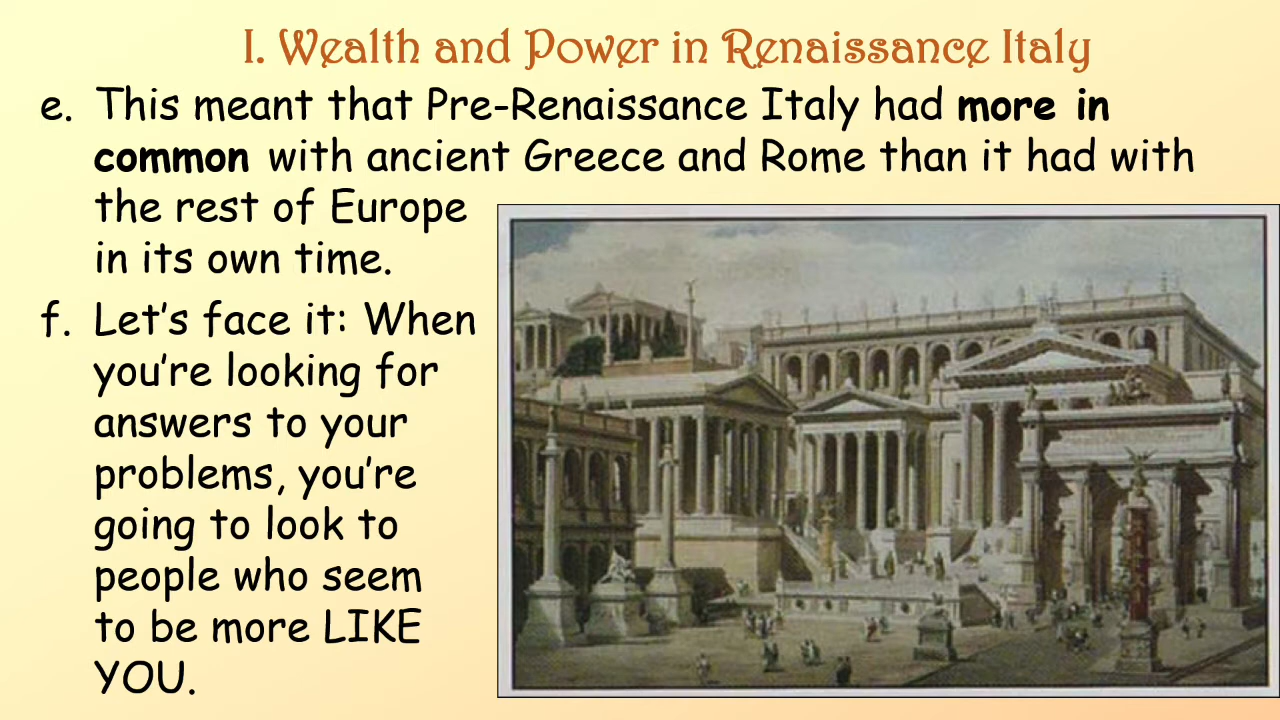 I. Wealth and Power in Renaissance Italy
e. This meant that Pre-Renaissance Italy had more in
common with ancient Greece and Rome than it had with
the rest of Europe
in its own time.
f. Let's face it: When
you're looking for
answers to your
problems, you're
going to look to
people who seem
to be more LIKE
YOU.